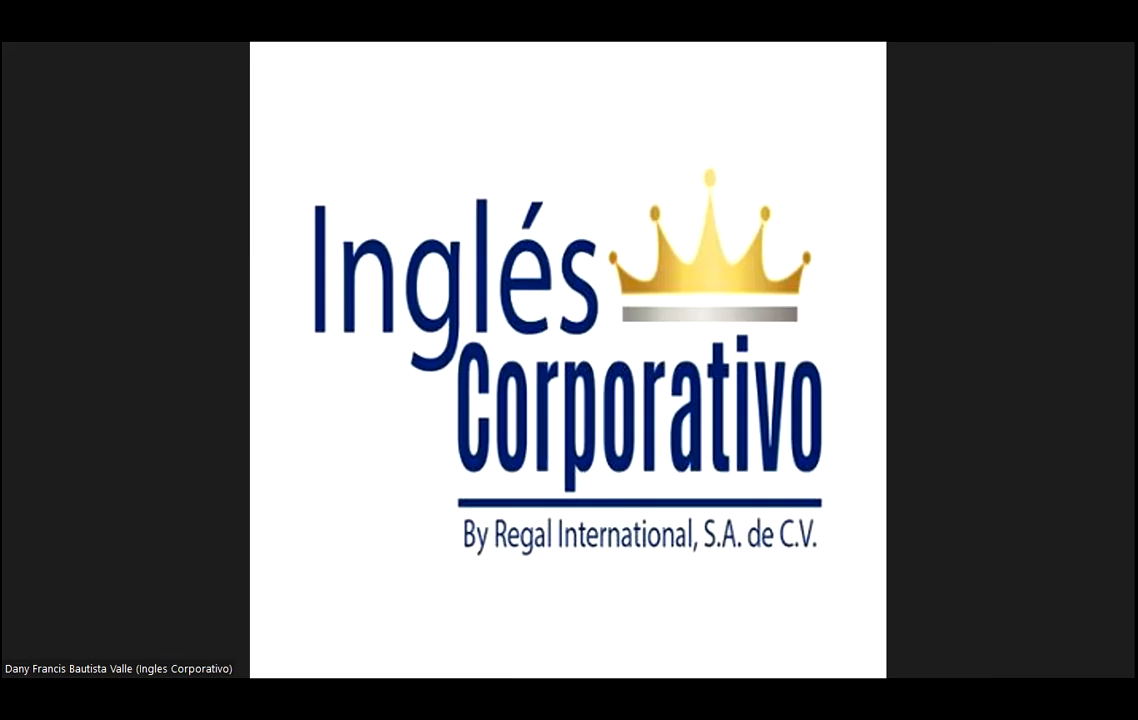 Inglés
Corporativo
By Regal International, S.A. de C.V.
Dany Francis Bautista Valle (Ingles Corporativo)